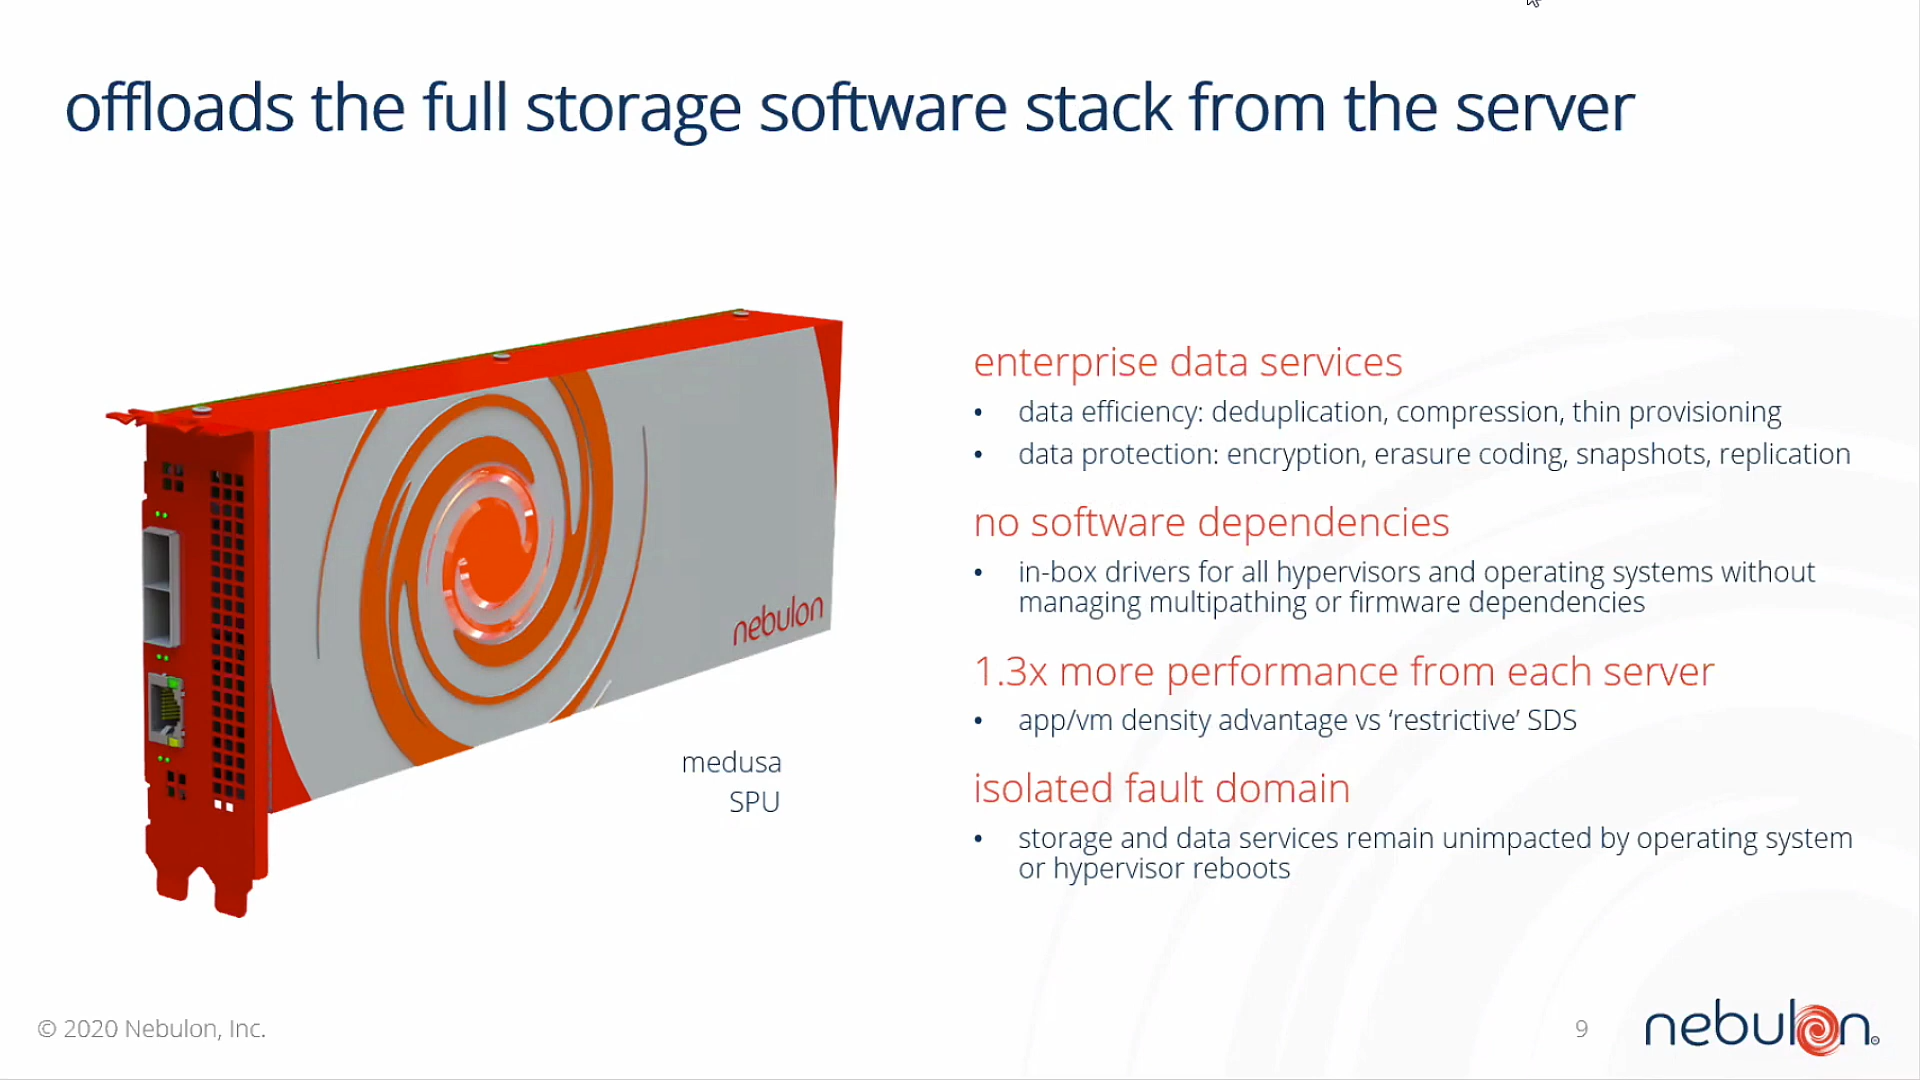 offloads the full storage software stack from the server
nebulon
medusa
SPU
enterprise data services
• data efficiency: deduplication, compression, thin provisioning
• data protection: encryption, erasure coding, snapshots, replication
no software dependencies
• in-box drivers for all hypervisors and operating systems without
managing multipathing or firmware dependencies
1.3x more performance from each server
• app/vm density advantage vs ‘restrictive’ SDS
isolated fault domain
• storage and data services remain unimpacted by operating system
or hypervisor reboots
© 2020 Nebulon, Inc.
9
nebulon®